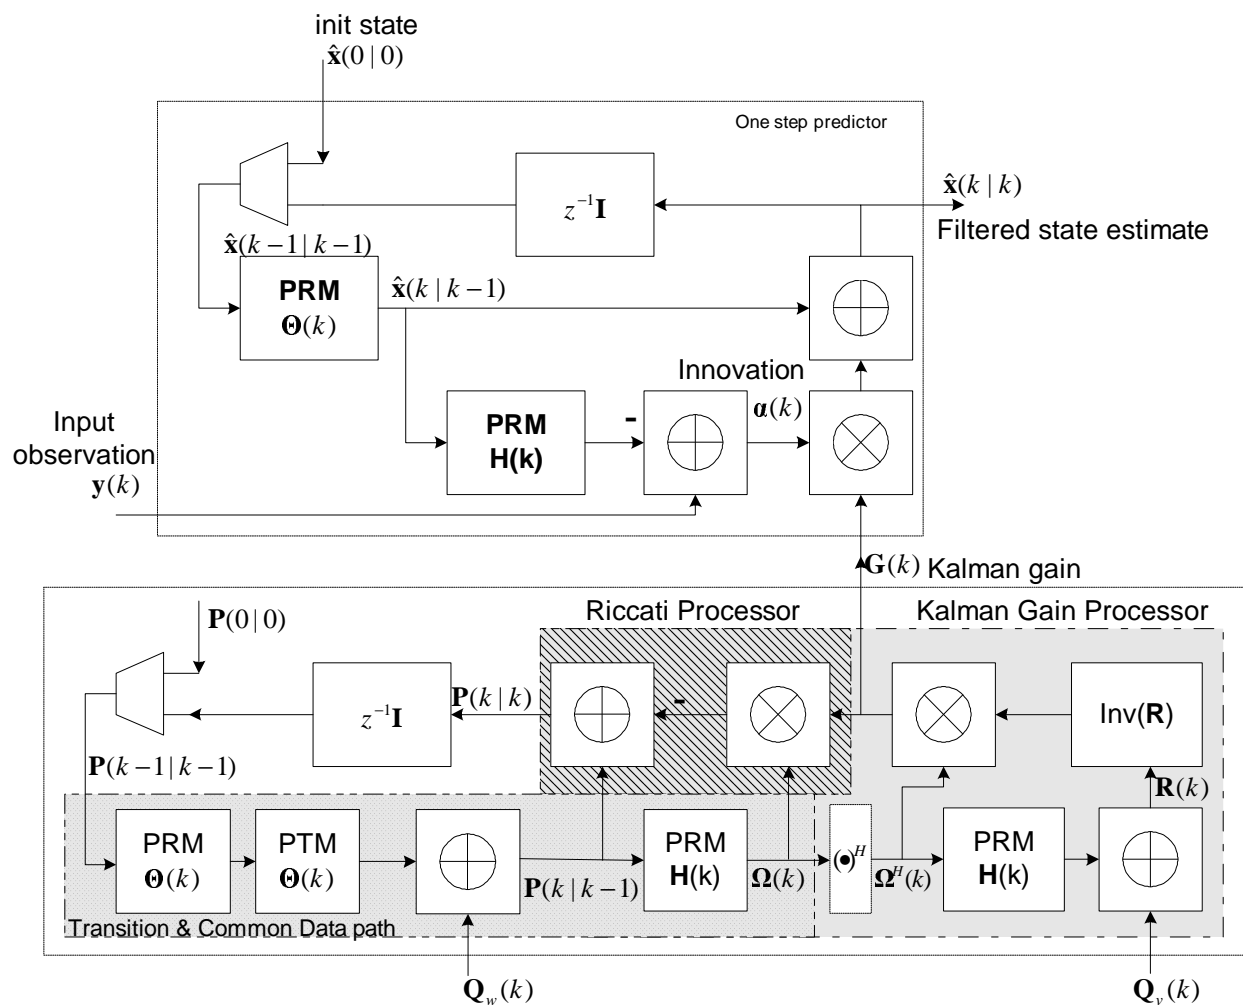 init state
x̂(0 | 0)
One step predictor
z⁻¹I
x̂(k | k)
Filtered state estimate
x̂(k−1 | k−1)
PRM
Θ(k)
x̂(k | k−1)
Innovation
α(k)
-
PRM
H(k)
Input
observation
y(k)
G(k) Kalman gain
P(0 | 0)
Riccati Processor
Kalman Gain Processor
z⁻¹I
P(k | k)
-
Inv(R)
P(k−1 | k−1)
R(k)
PRM
Θ(k)
PTM
Θ(k)
P(k | k−1)
PRM
H(k)
Ω(k)
(•)ᴴ
Ωᴴ(k)
PRM
H(k)
Transition & Common Data path
Q_w(k)
Q_v(k)